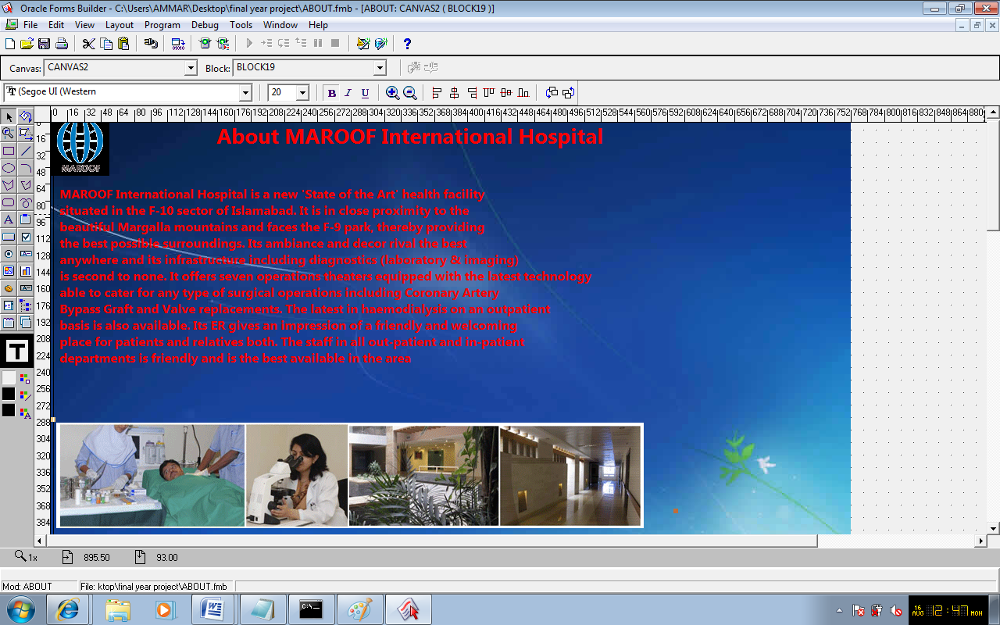 Oracle Forms Builder - C:\Users\AMMAR\Desktop\final year project\ABOUT.fmb - [ABOUT: CANVAS2 ( BLOCK19 )]
File Edit View Layout Program Debug Tools Window Help
Canvas: CANVAS2 Block: BLOCK19
(Segoe UI (Western 20 B I U
0 16 32 48 64 80 96 112 128 144 160 176 192 208 224 240 256 272 288 304 320 336 352 368 384 400 416 432 448 464 480 496 512 528 544 560 576 592 608 624 640 656 672 688 704 720 736 752 768 784 800 816 832 848 864 880
0
16
32
48
64
80
96
112
128
144
160
176
192
208
224
240
256
272
288
304
320
336
352
368
384
MAROOF
About MAROOF International Hospital
MAROOF International Hospital is a new 'State of the Art' health facility
situated in the F-10 sector of Islamabad. It is in close proximity to the
beautiful Margalla mountains and faces the F-9 park, thereby providing
the best possible surroundings. Its ambiance and decor rival the best
anywhere and its infrastructure including diagnostics (laboratory & imaging)
is second to none. It offers seven operations theaters equipped with the latest technology
able to cater for any type of surgical operations including Coronary Artery
Bypass Graft and Valve replacements. The latest in haemodialysis on an outpatient
basis is also available. Its ER gives an impression of a friendly and welcoming
place for patients and relatives both. The staff in all out-patient and in-patient
departments is friendly and is the best available in the area
1x 895.50 93.00
Mod: ABOUT File: ktop\final year project\ABOUT.fmb
16 AUG 12:47 MON